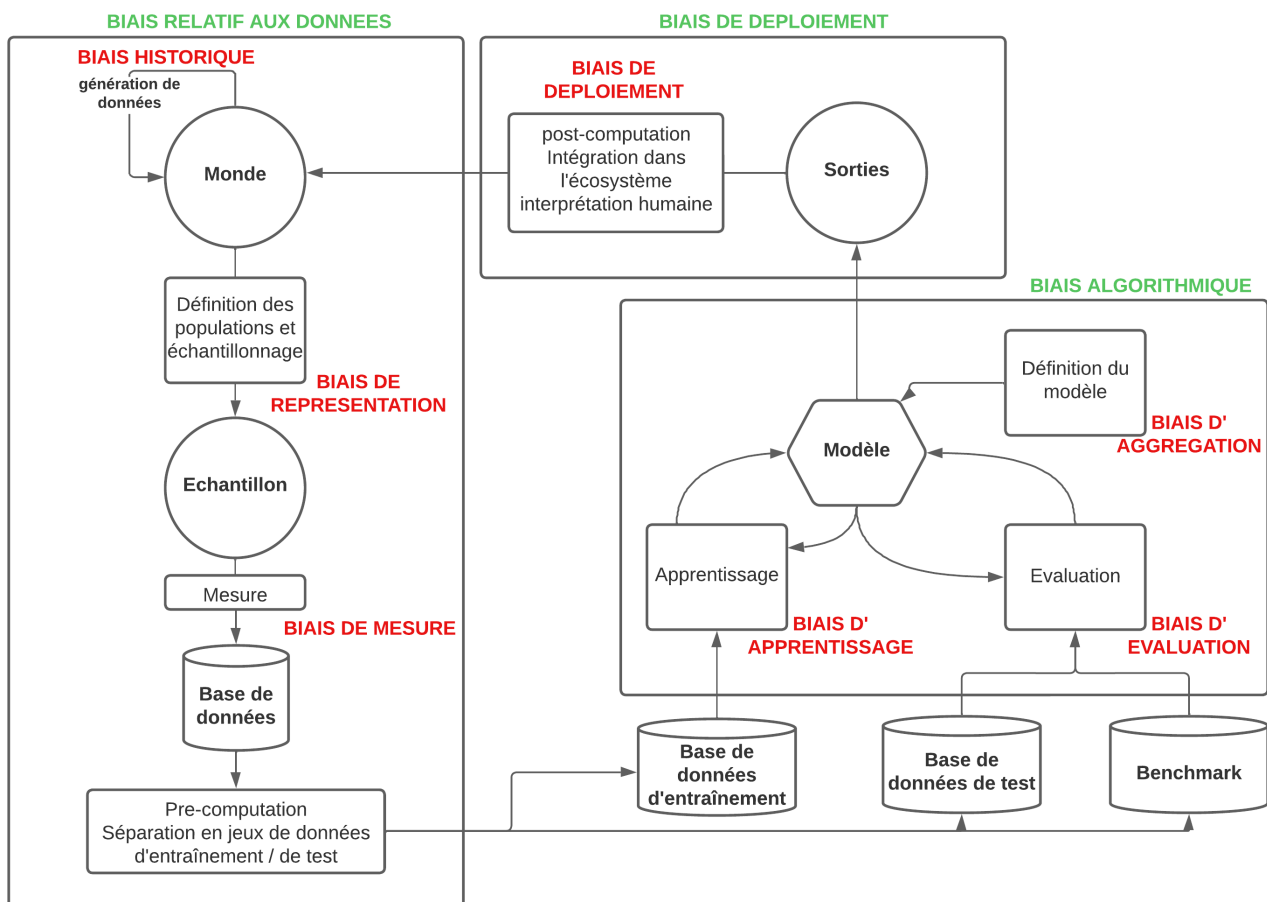 BIAIS RELATIF AUX DONNEES
BIAIS HISTORIQUE
génération de
données
Monde
Définition des
populations et
échantillonnage
BIAIS DE
REPRESENTATION
Echantillon
Mesure
BIAIS DE MESURE
Base de
données
Pre-computation
Séparation en jeux de données
d'entraînement / de test
BIAIS DE DEPLOIEMENT
BIAIS DE
DEPLOIEMENT
post-computation
Intégration dans
l'écosystème
interprétation humaine
Sorties
BIAIS ALGORITHMIQUE
Définition du
modèle
BIAIS D'
AGGREGATION
Modèle
Apprentissage
BIAIS D'
APPRENTISSAGE
Evaluation
BIAIS D'
EVALUATION
Base de
données
d'entraînement
Base de
données de test
Benchmark